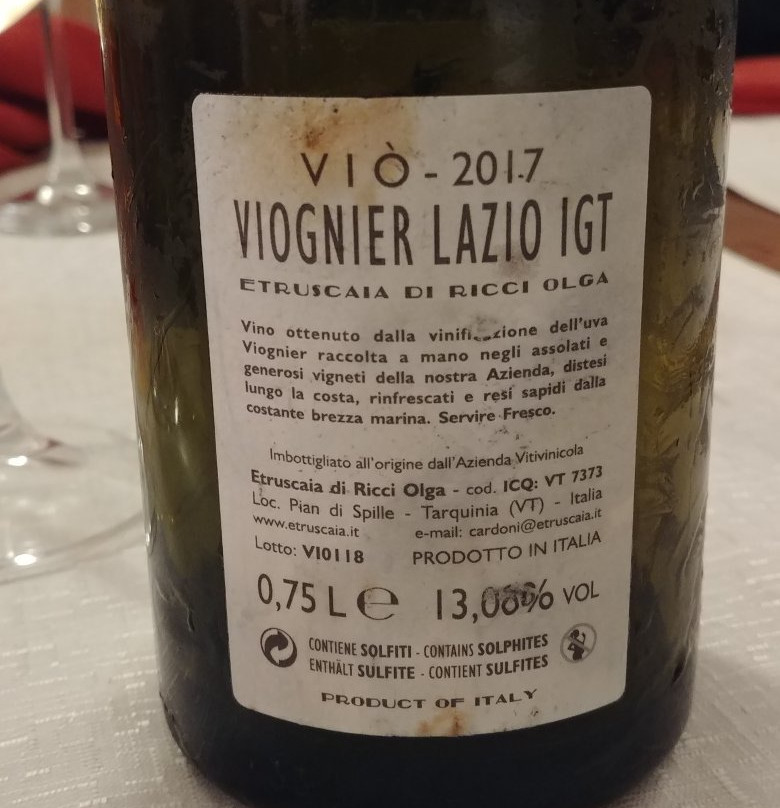 VIÒ - 2017
VIOGNIER LAZIO IGT
ETRUSCAIA DI RICCI OLGA
Vino ottenuto dalla vinificazione dell'uva
Viognier raccolta a mano negli assolati e
generosi vigneti della nostra Azienda, distesi
lungo la costa, rinfrescati e resi sapidi dalla
costante brezza marina. Servire Fresco.
Imbottigliato all'origine dall'Azienda Vitivinicola
Etruscaia di Ricci Olga - cod. ICQ: VT 7373
Loc. Pian di Spille - Tarquinia (VT) - Italia
www.etruscaia.it e-mail: cardoni@etruscaia.it
Lotto: VI0118 PRODOTTO IN ITALIA
0,75 L e 13,00% VOL
CONTIENE SOLFITI - CONTAINS SOLPHITES
ENTHÄLT SULFITE - CONTIENT SULFITES
PRODUCT OF ITALY